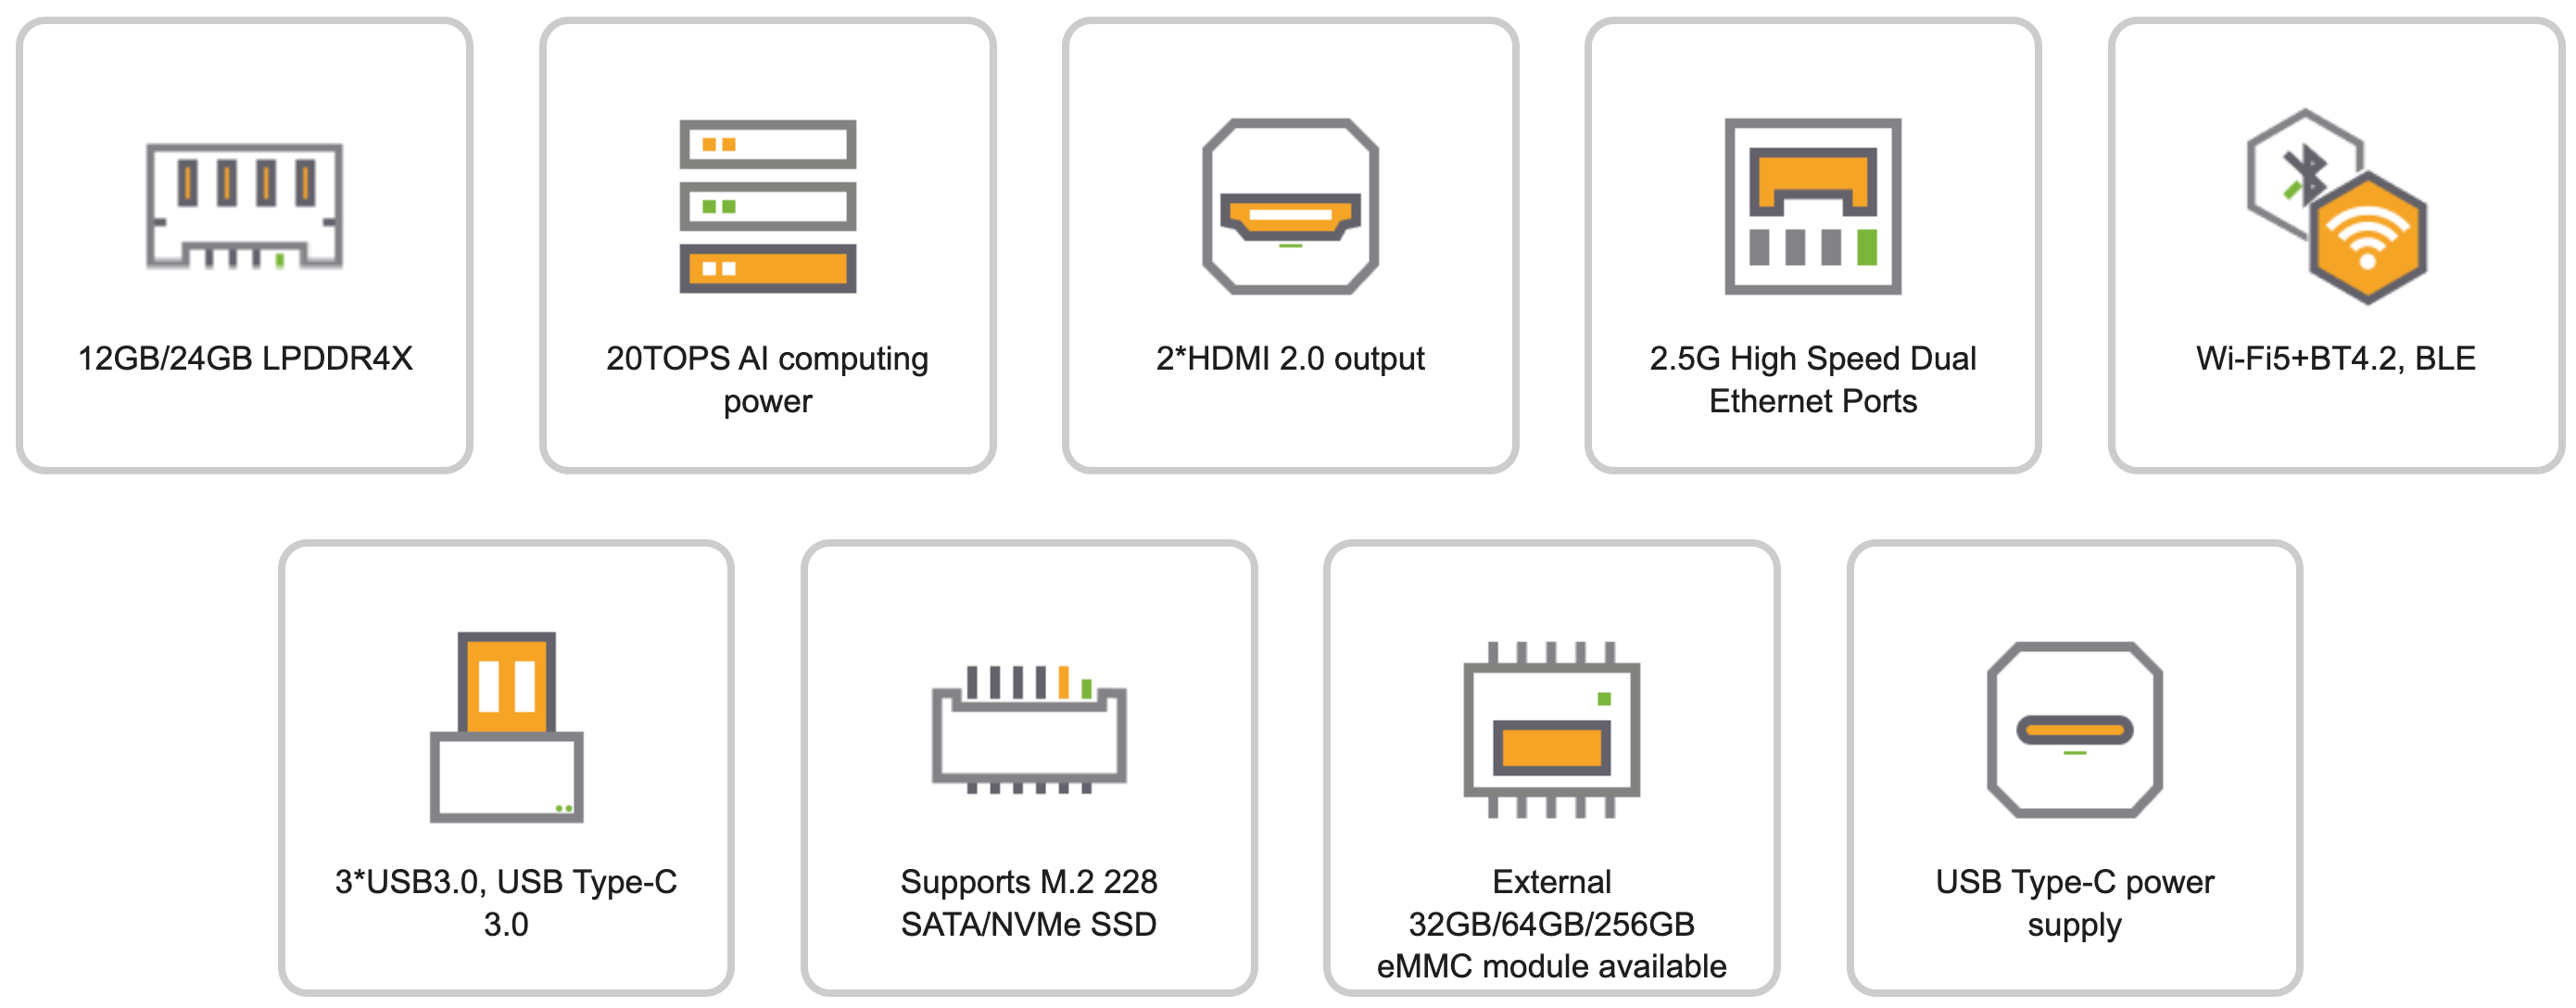 12GB/24GB LPDDR4X
20TOPS AI computing
power
2*HDMI 2.0 output
2.5G High Speed Dual
Ethernet Ports
Wi-Fi5+BT4.2, BLE
3*USB3.0, USB Type-C
3.0
Supports M.2 228
SATA/NVMe SSD
External
32GB/64GB/256GB
eMMC module available
USB Type-C power
supply